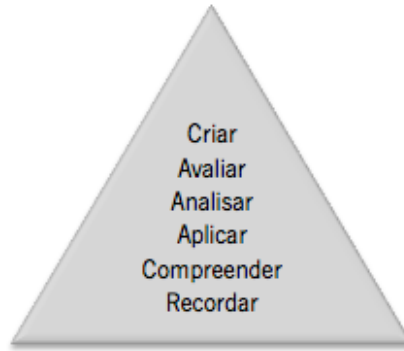 Criar
Avaliar
Analisar
Aplicar
Compreender
Recordar